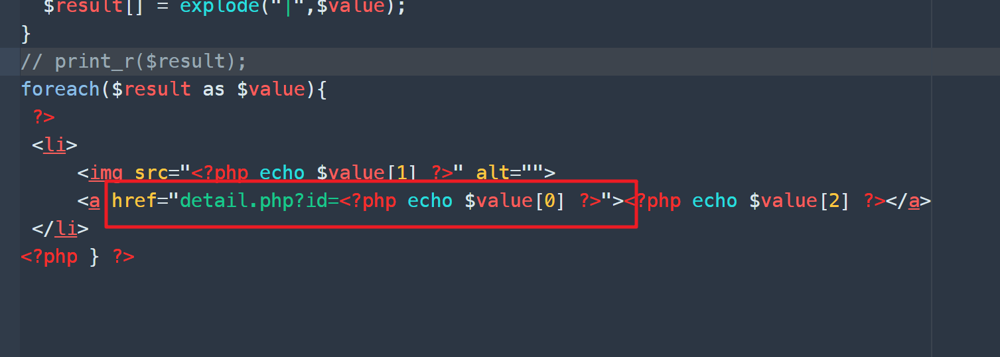 $result[] = explode("|",$value);
}
// print_r($result);
foreach($result as $value){
?>
<li>
<img src="<?php echo $value[1] ?>" alt="">
<a href="detail.php?id=<?php echo $value[0] ?>"><?php echo $value[2] ?></a>
</li>
<?php } ?>